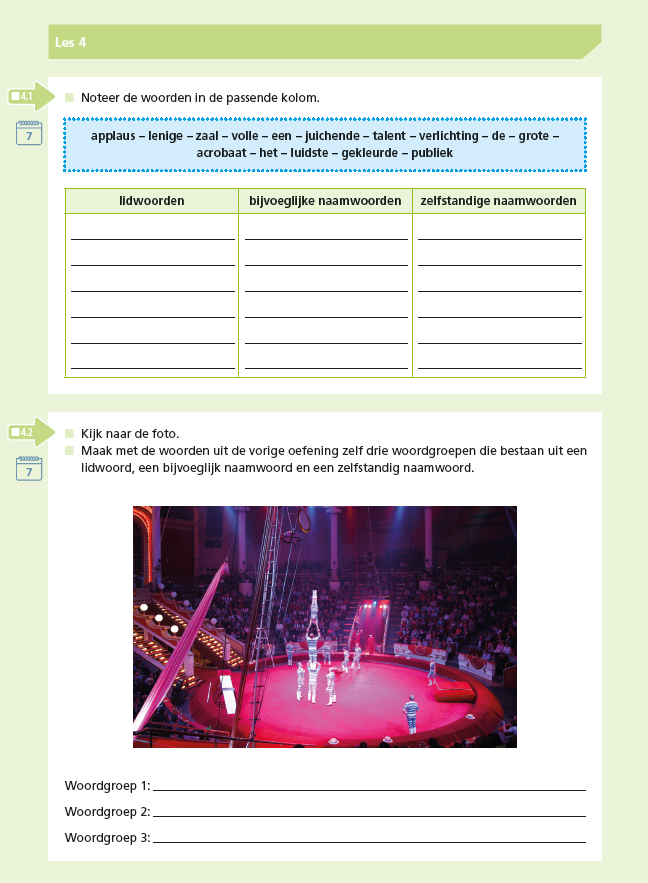 Les 4
4.1
Noteer de woorden in de passende kolom.
7
applaus – lenige – zaal – volle – een – juichende – talent – verlichting – de – grote –
acrobaat – het – luidste – gekleurde – publiek
lidwoorden bijvoeglijke naamwoorden zelfstandige naamwoorden
4.2
Kijk naar de foto.
Maak met de woorden uit de vorige oefening zelf drie woordgroepen die bestaan uit een
7
lidwoord, een bijvoeglijk naamwoord en een zelfstandig naamwoord.
Woordgroep 1:
Woordgroep 2:
Woordgroep 3: